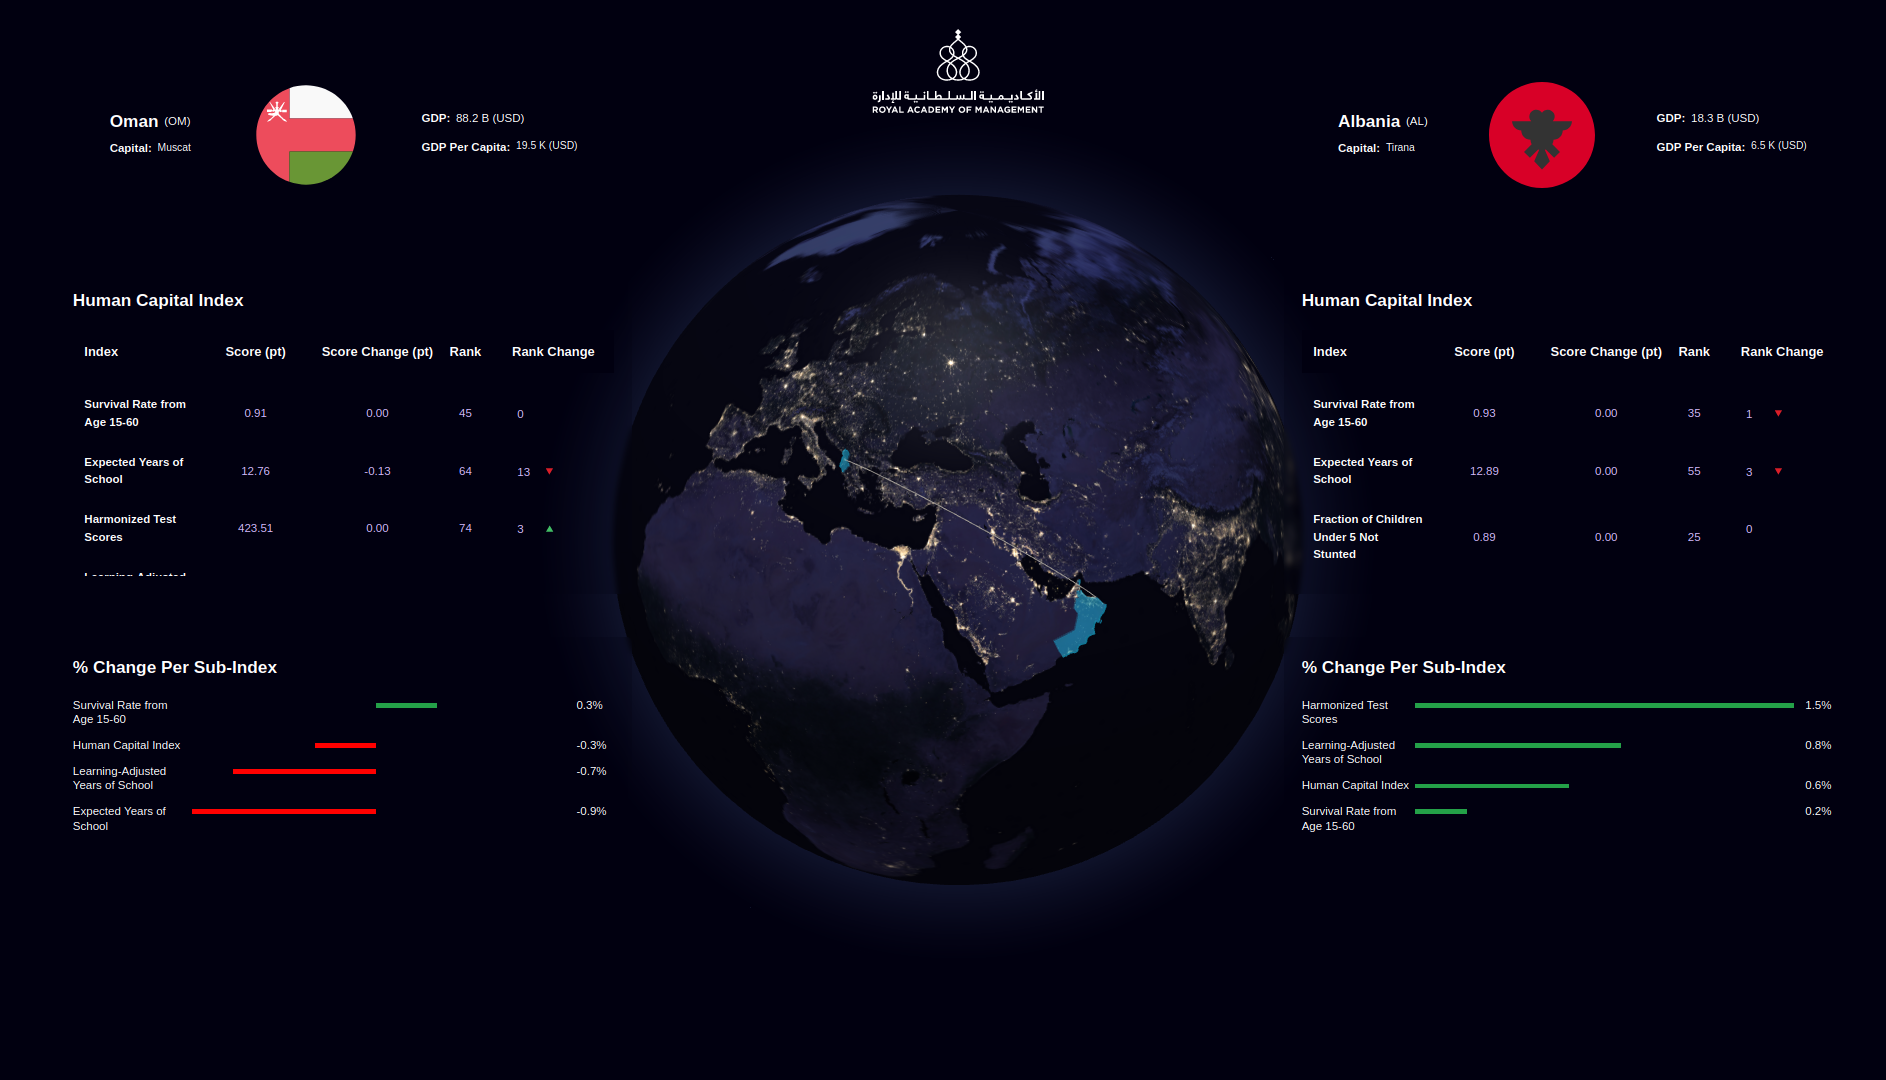 الأكاديمية السلطانية للإدارة
ROYAL ACADEMY OF MANAGEMENT
Oman (OM)
Capital: Muscat
GDP: 88.2 B (USD)
GDP Per Capita: 19.5 K (USD)
Albania (AL)
Capital: Tirana
GDP: 18.3 B (USD)
GDP Per Capita: 6.5 K (USD)
Human Capital Index
Index Score (pt) Score Change (pt) Rank Rank Change
Survival Rate from
Age 15-60
0.91 0.00 45 0
Expected Years of
School
12.76 -0.13 64 13
Harmonized Test
Scores
423.51 0.00 74 3
Learning-Adjusted
% Change Per Sub-Index
Survival Rate from
Age 15-60
0.3%
Human Capital Index -0.3%
Learning-Adjusted
Years of School
-0.7%
Expected Years of
School
-0.9%
Human Capital Index
Index Score (pt) Score Change (pt) Rank Rank Change
Survival Rate from
Age 15-60
0.93 0.00 35 1
Expected Years of
School
12.89 0.00 55 3
Fraction of Children
Under 5 Not
Stunted
0.89 0.00 25 0
% Change Per Sub-Index
Harmonized Test
Scores
1.5%
Learning-Adjusted
Years of School
0.8%
Human Capital Index 0.6%
Survival Rate from
Age 15-60
0.2%